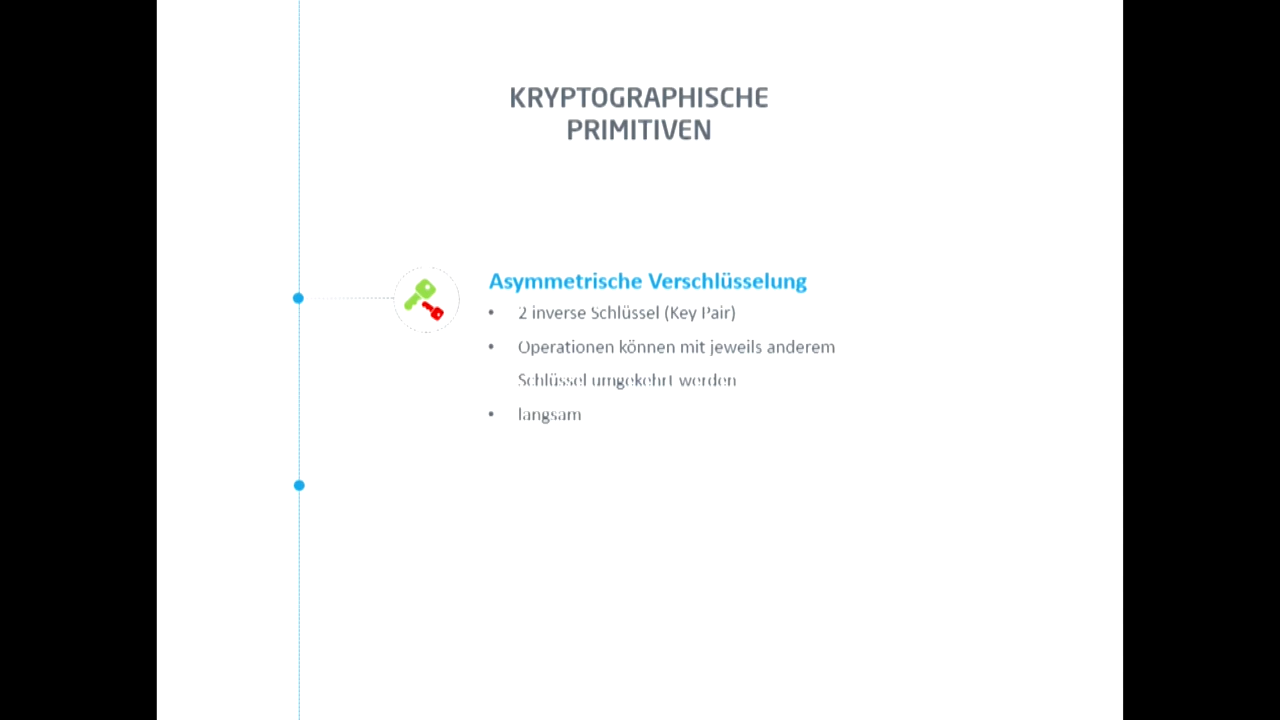 KRYPTOGRAPHISCHE
PRIMITIVEN
Asymmetrische Verschlüsselung
• 2 inverse Schlüssel (Key Pair)
• Operationen können mit jeweils anderem
Schlüssel umgekehrt werden
• langsam